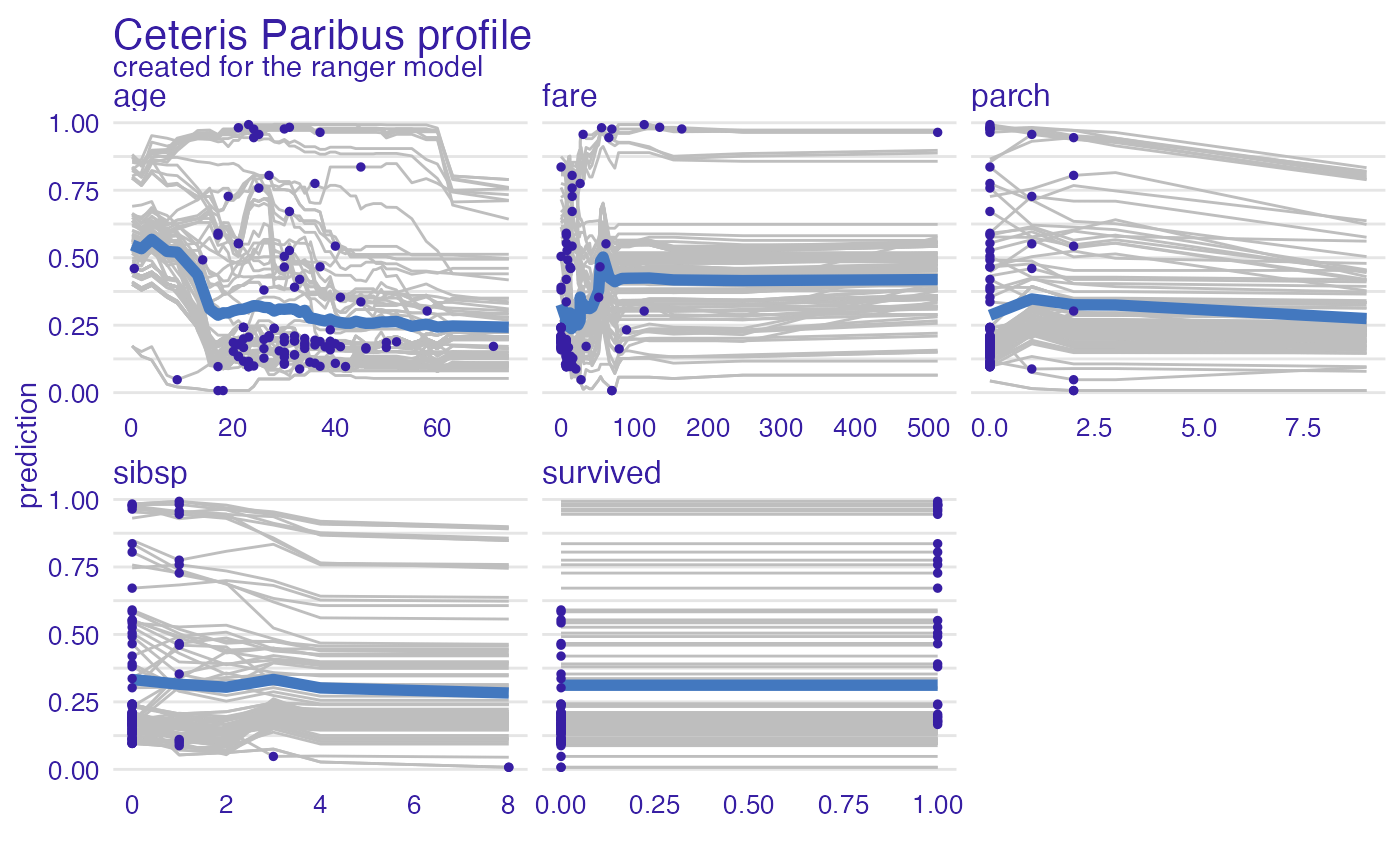 Ceteris Paribus profile
created for the ranger model
age fare parch
1.00
0.75
0.50
0.25
0.00
0 20 40 60 0 100 200 300 400 500 0.0 2.5 5.0 7.5
prediction
sibsp survived
1.00
0.75
0.50
0.25
0.00
0 2 4 6 8 0.00 0.25 0.50 0.75 1.00